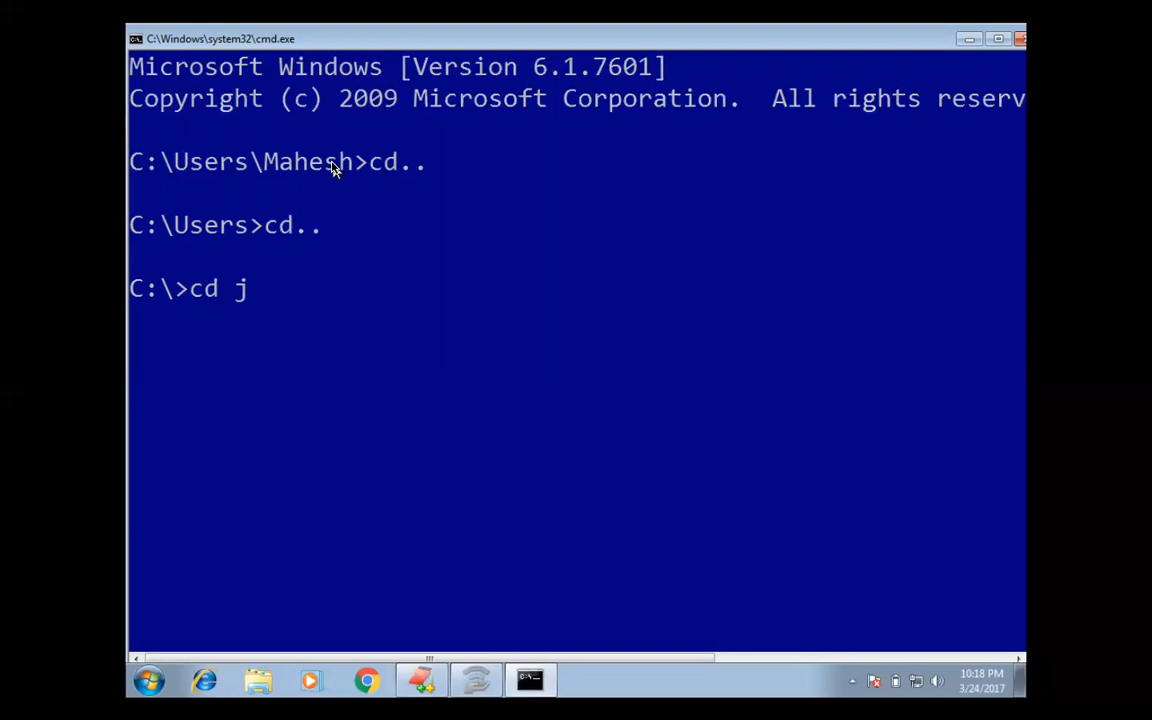 C:\Windows\system32\cmd.exe
Microsoft Windows [Version 6.1.7601]
Copyright (c) 2009 Microsoft Corporation.  All rights reserv
C:\Users\Mahesh>cd..
C:\Users>cd..
C:\>cd j
10:18 PM
3/24/2017